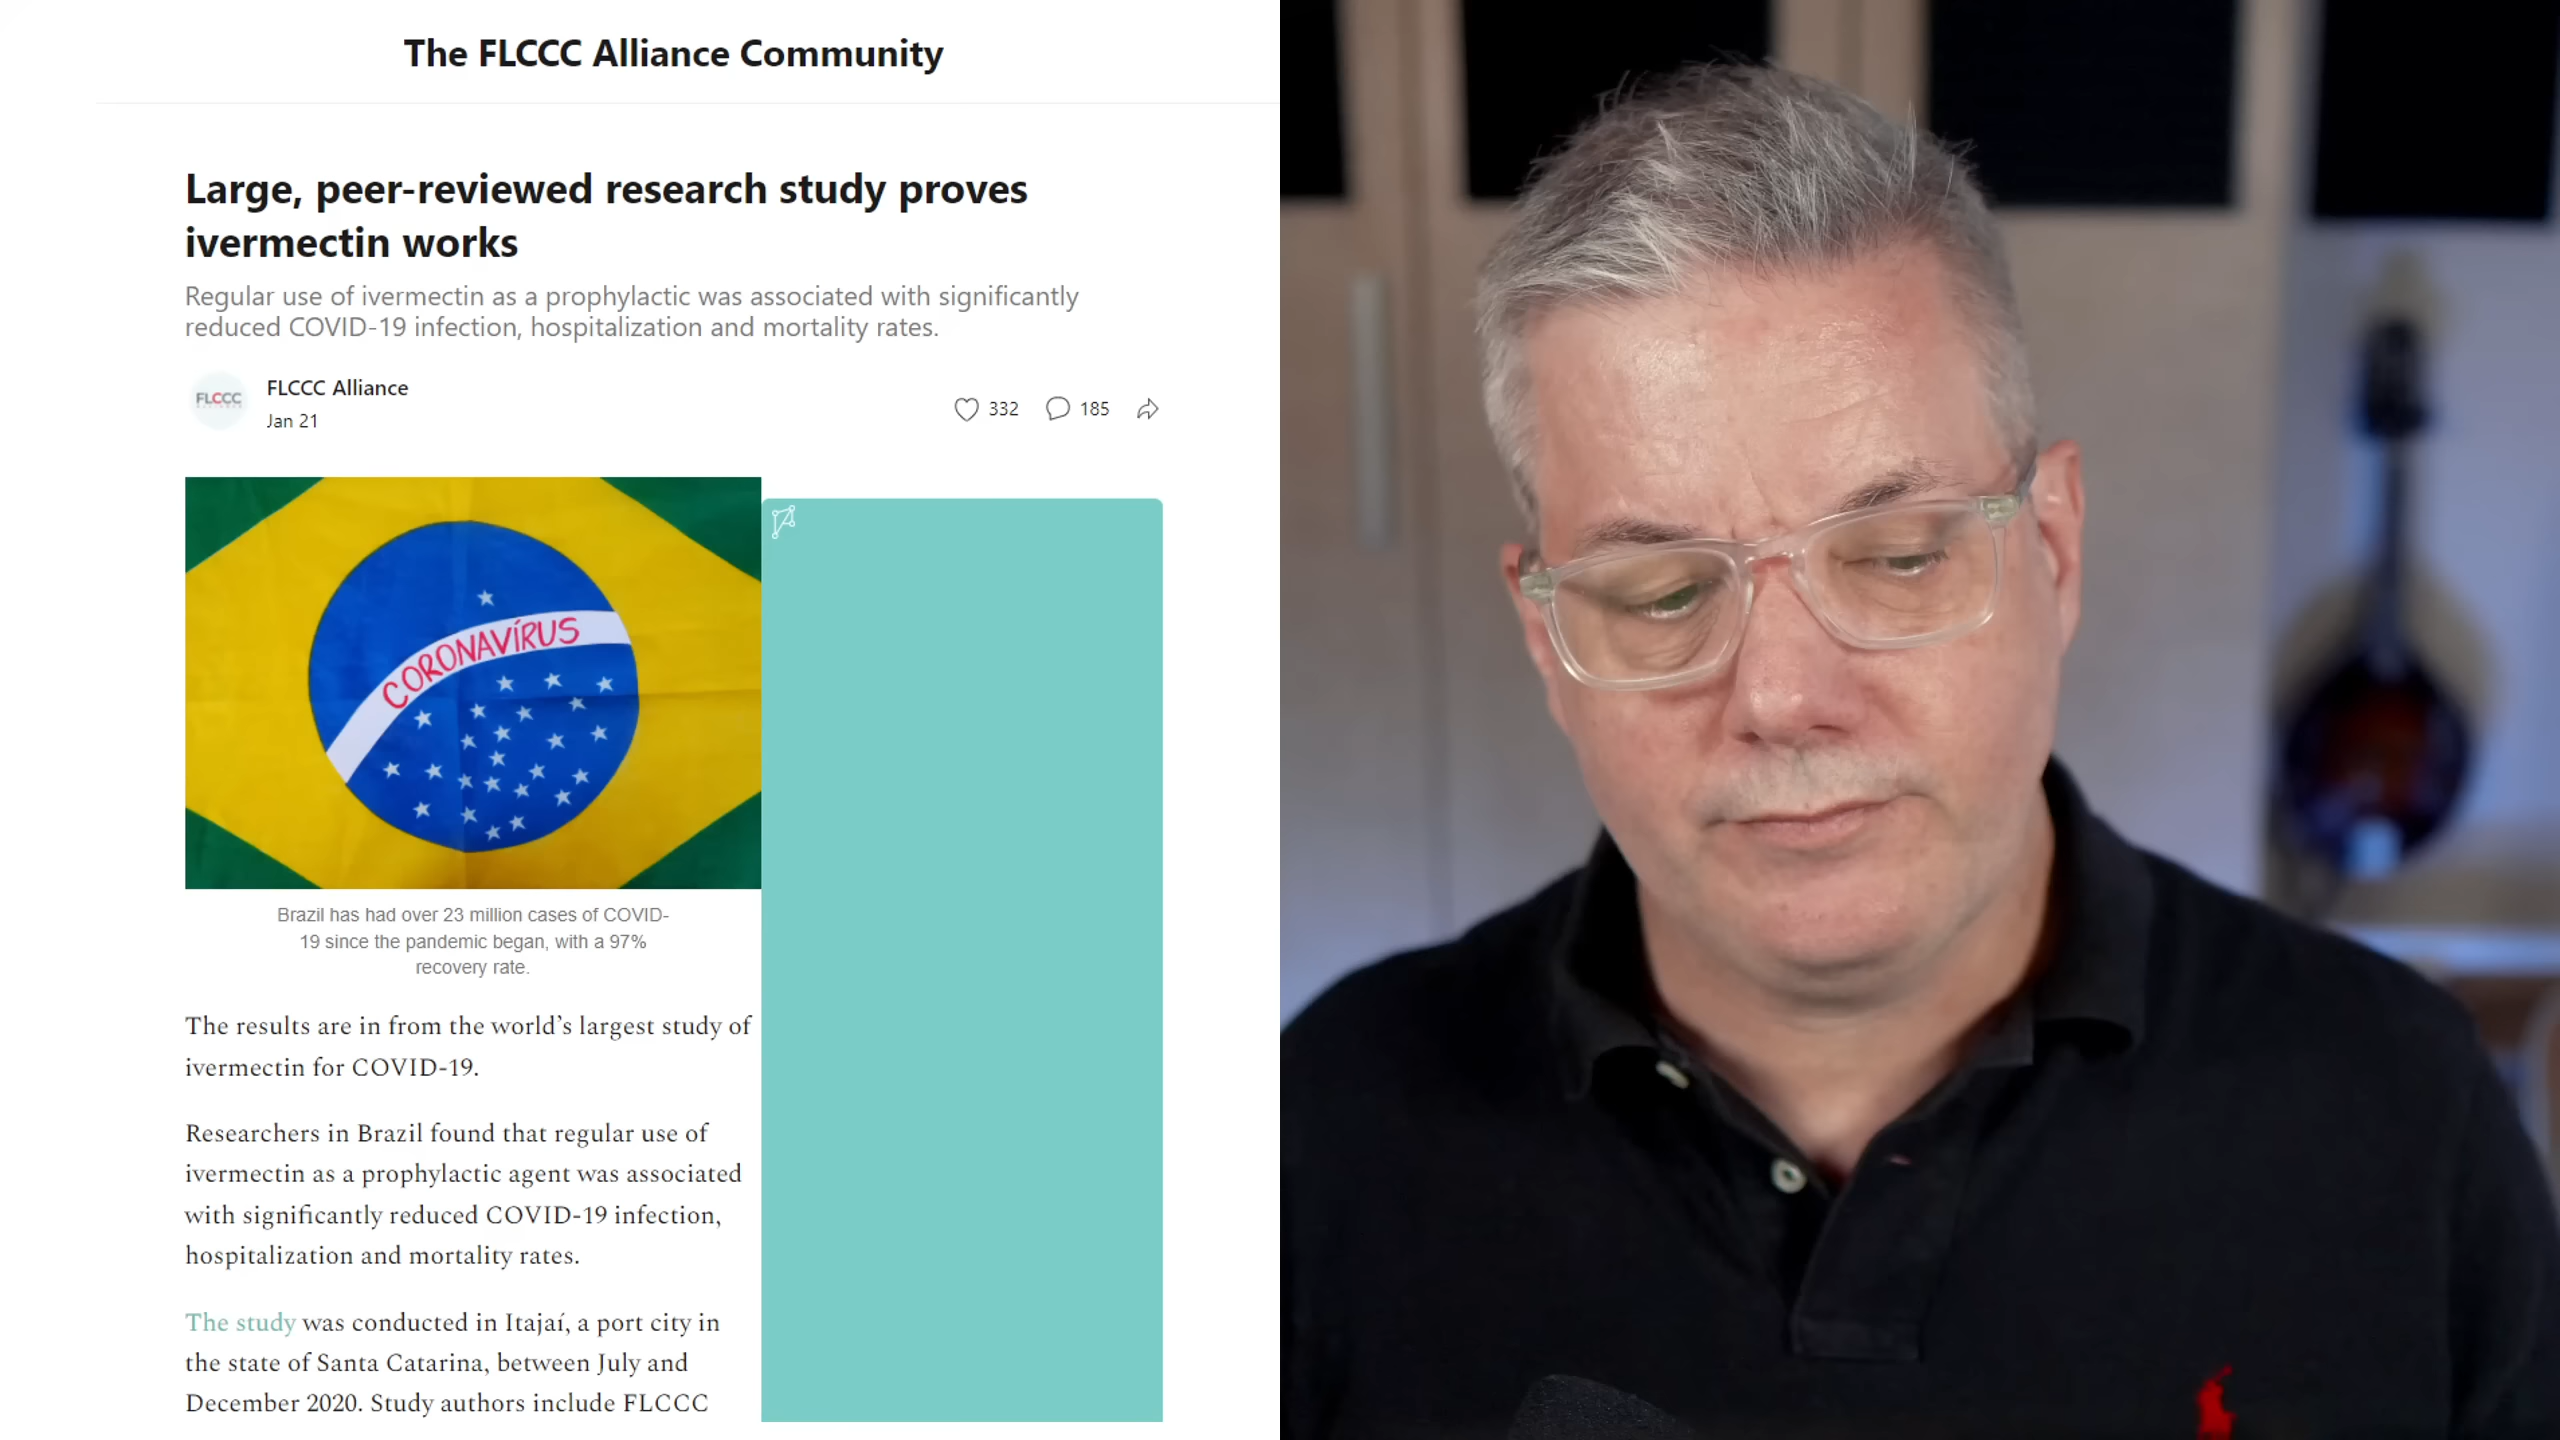 The FLCCC Alliance Community
Large, peer-reviewed research study proves
ivermectin works
Regular use of ivermectin as a prophylactic was associated with significantly
reduced COVID-19 infection, hospitalization and mortality rates.
FLCCC
FLCCC Alliance
Jan 21
332
185
CORONAVÍRUS
Brazil has had over 23 million cases of COVID-
19 since the pandemic began, with a 97%
recovery rate.
The results are in from the world’s largest study of
ivermectin for COVID-19.
Researchers in Brazil found that regular use of
ivermectin as a prophylactic agent was associated
with significantly reduced COVID-19 infection,
hospitalization and mortality rates.
The study was conducted in Itajaí, a port city in
the state of Santa Catarina, between July and
December 2020. Study authors include FLCCC